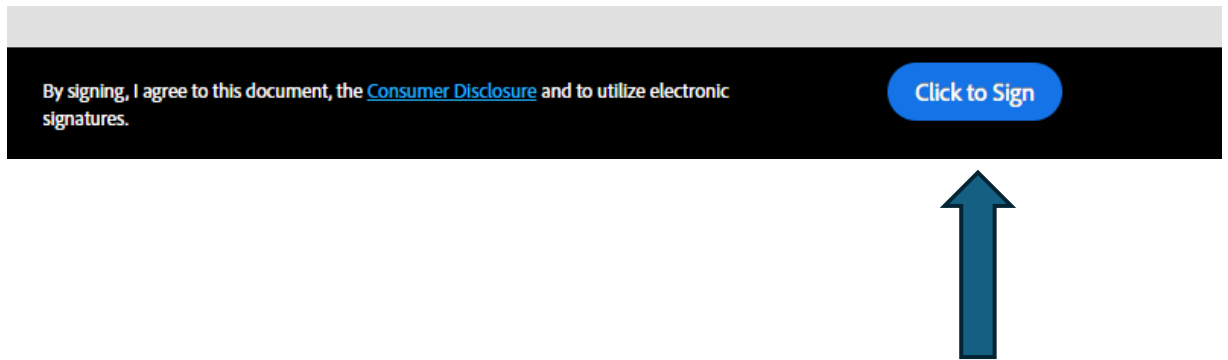 By signing, I agree to this document, the Consumer Disclosure and to utilize electronic
signatures.
Click to Sign